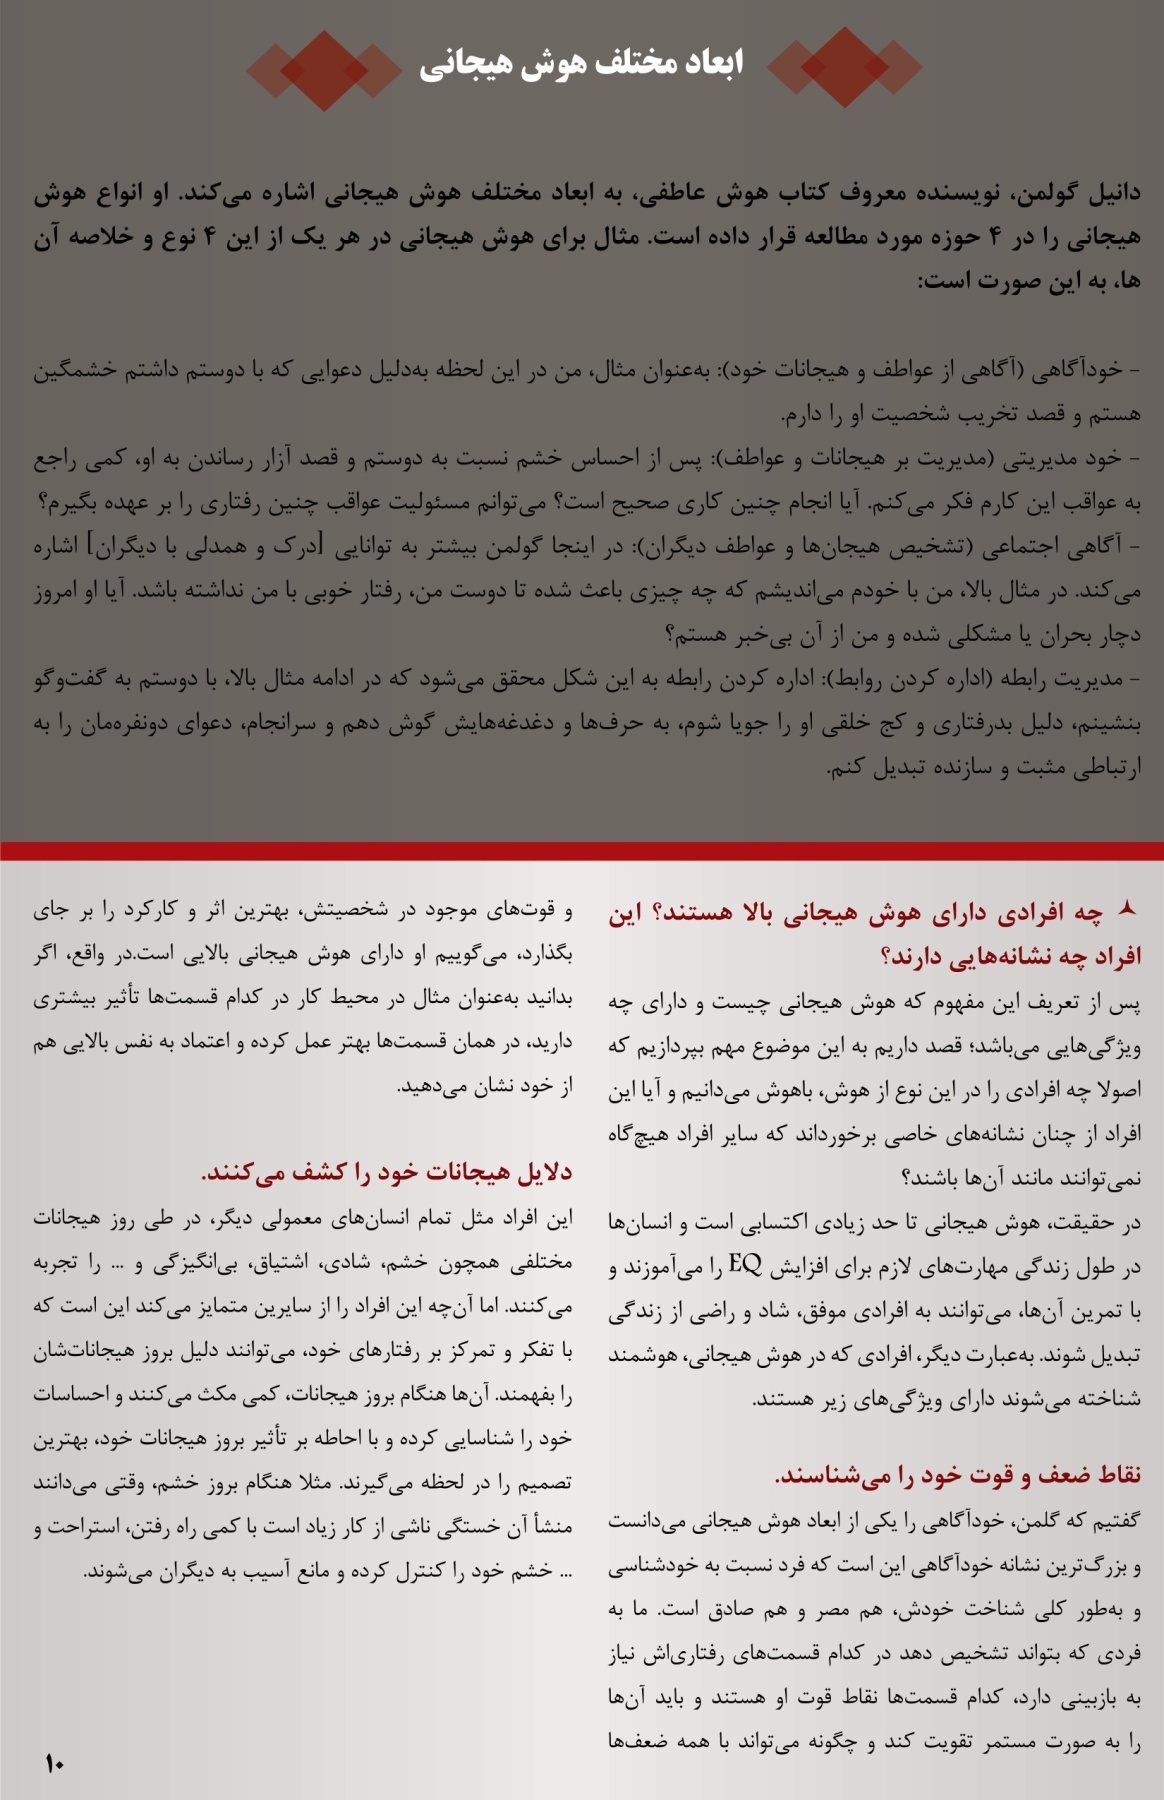 ابعاد مختلف هوش هیجانی
دانیل گولمن، نویسنده معروف کتاب هوش عاطفی، به ابعاد مختلف هوش هیجانی اشاره می‌کند. او انواع هوش
هیجانی را در ۴ حوزه مورد مطالعه قرار داده است. مثال برای هوش هیجانی در هر یک از این ۴ نوع و خلاصه آن
ها، به این صورت است:
- خودآگاهی (آگاهی از عواطف و هیجانات خود): به‌عنوان مثال، من در این لحظه به‌دلیل دعوایی که با دوستم داشتم خشمگین
هستم و قصد تخریب شخصیت او را دارم.
- خود مدیریتی (مدیریت بر هیجانات و عواطف): پس از احساس خشم نسبت به دوستم و قصد آزار رساندن به او، کمی راجع
به عواقب این کارم فکر می‌کنم. آیا انجام چنین کاری صحیح است؟ می‌توانم مسئولیت عواقب چنین رفتاری را بر عهده بگیرم؟
- آگاهی اجتماعی (تشخیص هیجان‌ها و عواطف دیگران): در اینجا گولمن بیشتر به توانایی [درک و همدلی با دیگران] اشاره
می‌کند. در مثال بالا، من با خودم می‌اندیشم که چه چیزی باعث شده تا دوست من، رفتار خوبی با من نداشته باشد. آیا او امروز
دچار بحران یا مشکلی شده و من از آن بی‌خبر هستم؟
- مدیریت رابطه (اداره کردن روابط): اداره کردن رابطه به این شکل محقق می‌شود که در ادامه مثال بالا، با دوستم به گفت‌وگو
بنشینم، دلیل بدرفتاری و کج خلقی او را جویا شوم، به حرف‌ها و دغدغه‌هایش گوش دهم و سرانجام، دعوای دونفره‌مان را به
ارتباطی مثبت و سازنده تبدیل کنم.
چه افرادی دارای هوش هیجانی بالا هستند؟ این
افراد چه نشانه‌هایی دارند؟
پس از تعریف این مفهوم که هوش هیجانی چیست و دارای چه
ویژگی‌هایی می‌باشد؛ قصد داریم به این موضوع مهم بپردازیم که
اصولا چه افرادی را در این نوع از هوش، باهوش می‌دانیم و آیا این
افراد از چنان نشانه‌های خاصی برخورداند که سایر افراد هیچ‌گاه
نمی‌توانند مانند آن‌ها باشند؟
در حقیقت، هوش هیجانی تا حد زیادی اکتسابی است و انسان‌ها
در طول زندگی مهارت‌های لازم برای افزایش EQ را می‌آموزند و
با تمرین آن‌ها، می‌توانند به افرادی موفق، شاد و راضی از زندگی
تبدیل شوند. به‌عبارت دیگر، افرادی که در هوش هیجانی، هوشمند
شناخته می‌شوند دارای ویژگی‌های زیر هستند.
نقاط ضعف و قوت خود را می‌شناسند.
گفتیم که گلمن، خودآگاهی را یکی از ابعاد هوش هیجانی می‌دانست
و بزرگ‌ترین نشانه خودآگاهی این است که فرد نسبت به خودشناسی
و به‌طور کلی شناخت خودش، هم مصر و هم صادق است. ما به
فردی که بتواند تشخیص دهد در کدام قسمت‌های رفتاری‌اش نیاز
به بازبینی دارد، کدام قسمت‌ها نقاط قوت او هستند و باید آن‌ها
را به صورت مستمر تقویت کند و چگونه می‌تواند با همه ضعف‌ها
و قوت‌های موجود در شخصیتش، بهترین اثر و کارکرد را بر جای
بگذارد، می‌گوییم او دارای هوش هیجانی بالایی است.در واقع، اگر
بدانید به‌عنوان مثال در محیط کار در کدام قسمت‌ها تأثیر بیشتری
دارید، در همان قسمت‌ها بهتر عمل کرده و اعتماد به نفس بالایی هم
از خود نشان می‌دهید.
دلایل هیجانات خود را کشف می‌کنند.
این افراد مثل تمام انسان‌های معمولی دیگر، در طی روز هیجانات
مختلفی همچون خشم، شادی، اشتیاق، بی‌انگیزگی و ... را تجربه
می‌کنند. اما آن‌چه این افراد را از سایرین متمایز می‌کند این است که
با تفکر و تمرکز بر رفتارهای خود، می‌توانند دلیل بروز هیجانات‌شان
را بفهمند. آن‌ها هنگام بروز هیجانات، کمی مکث می‌کنند و احساسات
خود را شناسایی کرده و با احاطه بر تأثیر بروز هیجانات خود، بهترین
تصمیم را در لحظه می‌گیرند. مثلا هنگام بروز خشم، وقتی می‌دانند
منشأ آن خستگی ناشی از کار زیاد است با کمی راه رفتن، استراحت و
... خشم خود را کنترل کرده و مانع آسیب به دیگران می‌شوند.
۱۰